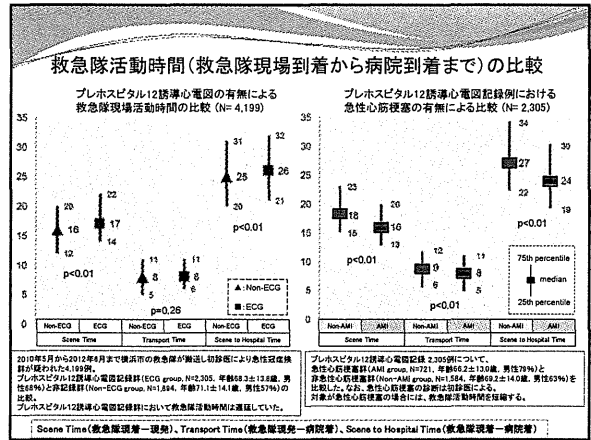 救急隊活動時間(救急隊現場到着から病院到着まで)の比較
プレホスピタル12誘導心電図の有無による
救急隊現場活動時間の比較(N= 4,199)
35
30
25
20
15
10
5
0
20
16
12
p<0.01
22
17
14
11
8
5
p=0.26
11
8
6
31
25
20
p<0.01
32
26
21
▲:Non-ECG
■:ECG
Non-ECG
ECG
Non-ECG
ECG
Non-ECG
ECG
Scene Time
Transport Time
Scene to Hospital Time
プレホスピタル12誘導心電図記録例における
急性心筋梗塞の有無による比較(N= 2,305)
35
30
25
20
15
10
5
0
23
18
15
p<0.01
20
16
13
12
9
6
p<0.01
11
8
5
34
27
22
p<0.01
30
24
19
75th percentile
median
25th percentile
Non-AMI
AMI
Non-AMI
AMI
Non-AMI
AMI
Scene Time
Transport Time
Scene to Hospital Time
2010年5月から2012年6月まで横浜市の救急隊が搬送し初診医により急性冠症候
群が疑われた4,199例。
プレホスピタル12誘導心電図記録群(ECG group, N=2,305, 年齢68.3±13.8歳, 男
性68%)と非記録群(Non-ECG group, N=1,894, 年齢71.1±14.1歳, 男性57%)の
比較。
プレホスピタル12誘導心電図記録群において救急隊活動時間は遅延していた。
プレホスピタル12誘導心電図記録 2,305例について、
急性心筋梗塞群(AMI group, N=721, 年齢66.2±13.0歳, 男性79%)と
非急性心筋梗塞群(Non-AMI group, N=1,584, 年齢69.2±14.0歳, 男性63%)を
比較した。なお、急性心筋梗塞の診断は初診医による。
対象が急性心筋梗塞の場合には、救急隊活動時間を短縮する。
Scene Time(救急隊現着-現発)、Transport Time(救急隊現発-病院着)、Scene to Hospital Time(救急隊現着-病院着)